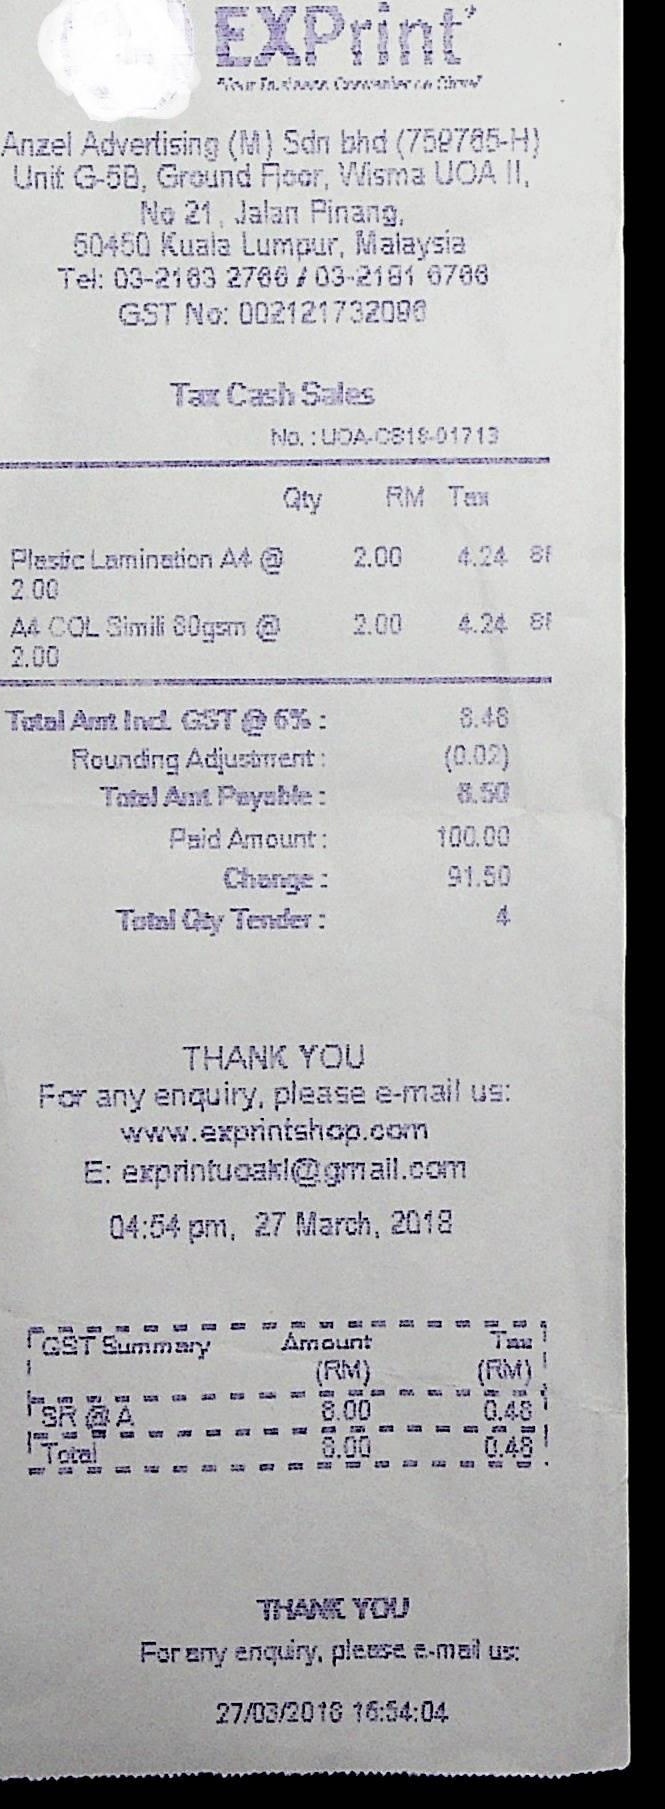 EXPrint
Your Business Convenience Store
Anzel Advertising (M) Sdn bhd (759785-H)
Unit G-5B, Ground Floor, Wisma UOA II,
No 21, Jalan Pinang,
50450 Kuala Lumpur, Malaysia
Tel: 03-2163 2766 / 03-2181 6766
GST No: 002121732096
Tax Cash Sales
No. : UOA-CS18-01713
Qty RM Tax
Plastic Lamination A4 @ 2.00 4.24
2.00
A4 COL Simili 80gsm @ 2.00 4.24
2.00
Total Amt Incl. GST @ 6% : 8.48
Rounding Adjustment : (0.02)
Total Amt Payable : 8.50
Paid Amount : 100.00
Change : 91.50
Total Qty Tender : 4
THANK YOU
For any enquiry, please e-mail us:
www.exprintshop.com
E: exprintuoakl@gmail.com
04:54 pm, 27 March, 2018
GST Summary Amount Tax
(RM) (RM)
SR @ A 8.00 0.48
Total 8.00 0.48
THANK YOU
For any enquiry, please e-mail us:
27/03/2018 16:54:04